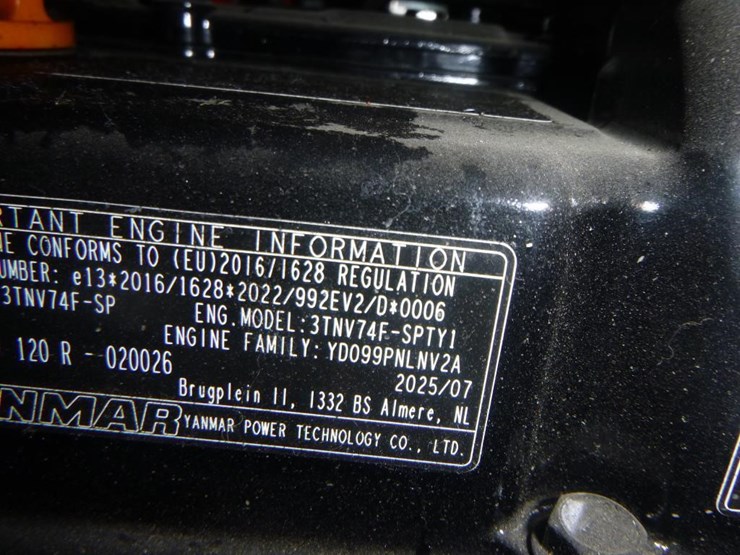 RTANT ENGINE INFORMATION
CONFORMS TO (EU)2016/1628 REGULATION
UMBER: e13*2016/1628*2022/992EV2/D*0006
3TNV74F-SP ENG.MODEL:3TNV74F-SPTY1
ENGINE FAMILY:YD099PNLNV2A
120 R --020026 2025/07
Brugplein 11, 1332 BS Almere, NL
NMAR YANMAR POWER TECHNOLOGY CO., LTD.